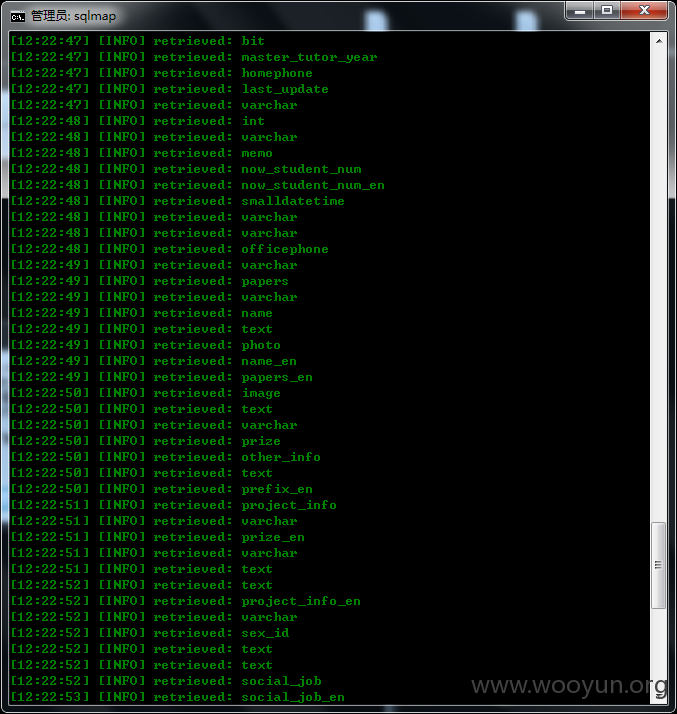 管理员: sqlmap
[12:22:47] [INFO] retrieved: bit
[12:22:47] [INFO] retrieved: master_tutor_year
[12:22:47] [INFO] retrieved: homephone
[12:22:47] [INFO] retrieved: last_update
[12:22:47] [INFO] retrieved: varchar
[12:22:48] [INFO] retrieved: int
[12:22:48] [INFO] retrieved: varchar
[12:22:48] [INFO] retrieved: memo
[12:22:48] [INFO] retrieved: now_student_num
[12:22:48] [INFO] retrieved: now_student_num_en
[12:22:48] [INFO] retrieved: smalldatetime
[12:22:48] [INFO] retrieved: varchar
[12:22:48] [INFO] retrieved: varchar
[12:22:48] [INFO] retrieved: officephone
[12:22:49] [INFO] retrieved: varchar
[12:22:49] [INFO] retrieved: papers
[12:22:49] [INFO] retrieved: varchar
[12:22:49] [INFO] retrieved: name
[12:22:49] [INFO] retrieved: text
[12:22:49] [INFO] retrieved: photo
[12:22:49] [INFO] retrieved: name_en
[12:22:49] [INFO] retrieved: papers_en
[12:22:50] [INFO] retrieved: image
[12:22:50] [INFO] retrieved: text
[12:22:50] [INFO] retrieved: varchar
[12:22:50] [INFO] retrieved: prize
[12:22:50] [INFO] retrieved: other_info
[12:22:50] [INFO] retrieved: text
[12:22:50] [INFO] retrieved: prefix_en
[12:22:51] [INFO] retrieved: project_info
[12:22:51] [INFO] retrieved: varchar
[12:22:51] [INFO] retrieved: prize_en
[12:22:51] [INFO] retrieved: varchar
[12:22:51] [INFO] retrieved: text
[12:22:52] [INFO] retrieved: text
[12:22:52] [INFO] retrieved: project_info_en
[12:22:52] [INFO] retrieved: varchar
[12:22:52] [INFO] retrieved: sex_id
[12:22:52] [INFO] retrieved: text
[12:22:52] [INFO] retrieved: text
[12:22:52] [INFO] retrieved: social_job
[12:22:53] [INFO] retrieved: social_job_en
www.wooyun.org